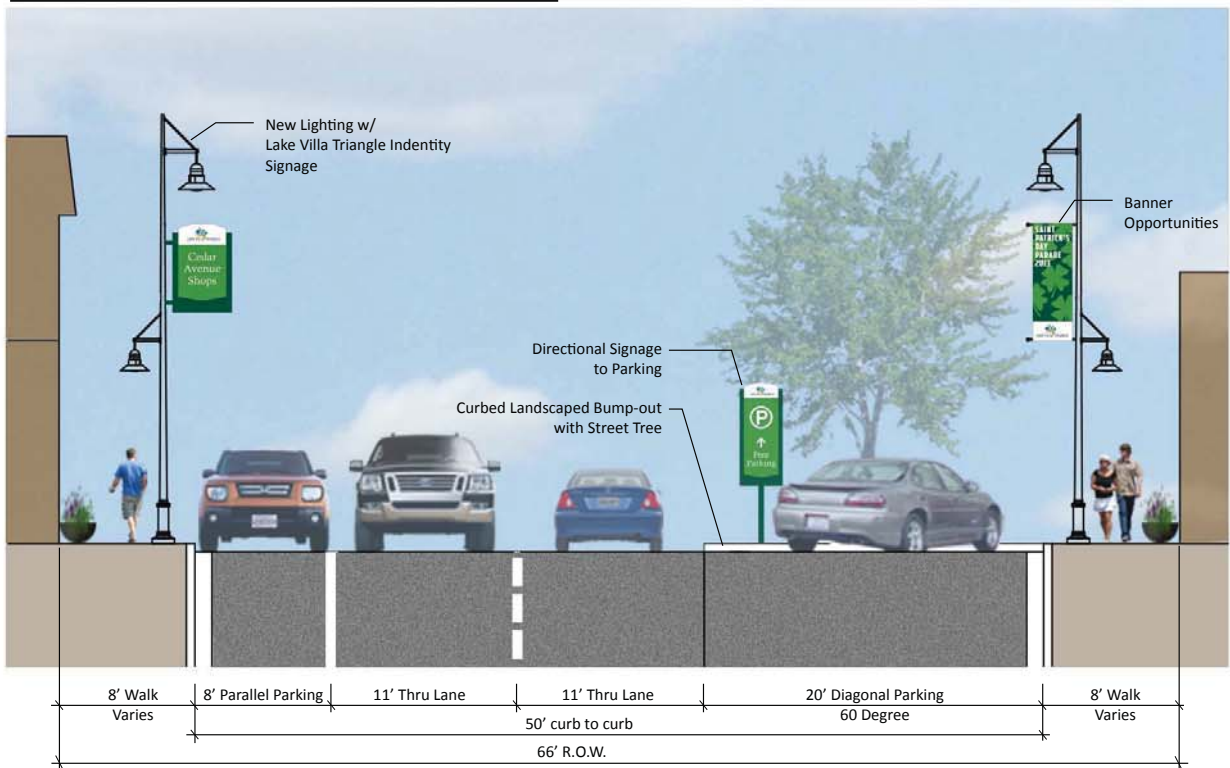 New Lighting w/
Lake Villa Triangle Indentity
Signage
Cedar
Avenue
Shops
Banner
Opportunities
SAINT
PATRICK'S
DAY
PARADE
2013
Directional Signage
to Parking
Curbed Landscaped Bump-out
with Street Tree
P
Free
Parking
8’ Walk
Varies
8’ Parallel Parking
11’ Thru Lane
11’ Thru Lane
20’ Diagonal Parking
60 Degree
8’ Walk
Varies
50’ curb to curb
66’ R.O.W.